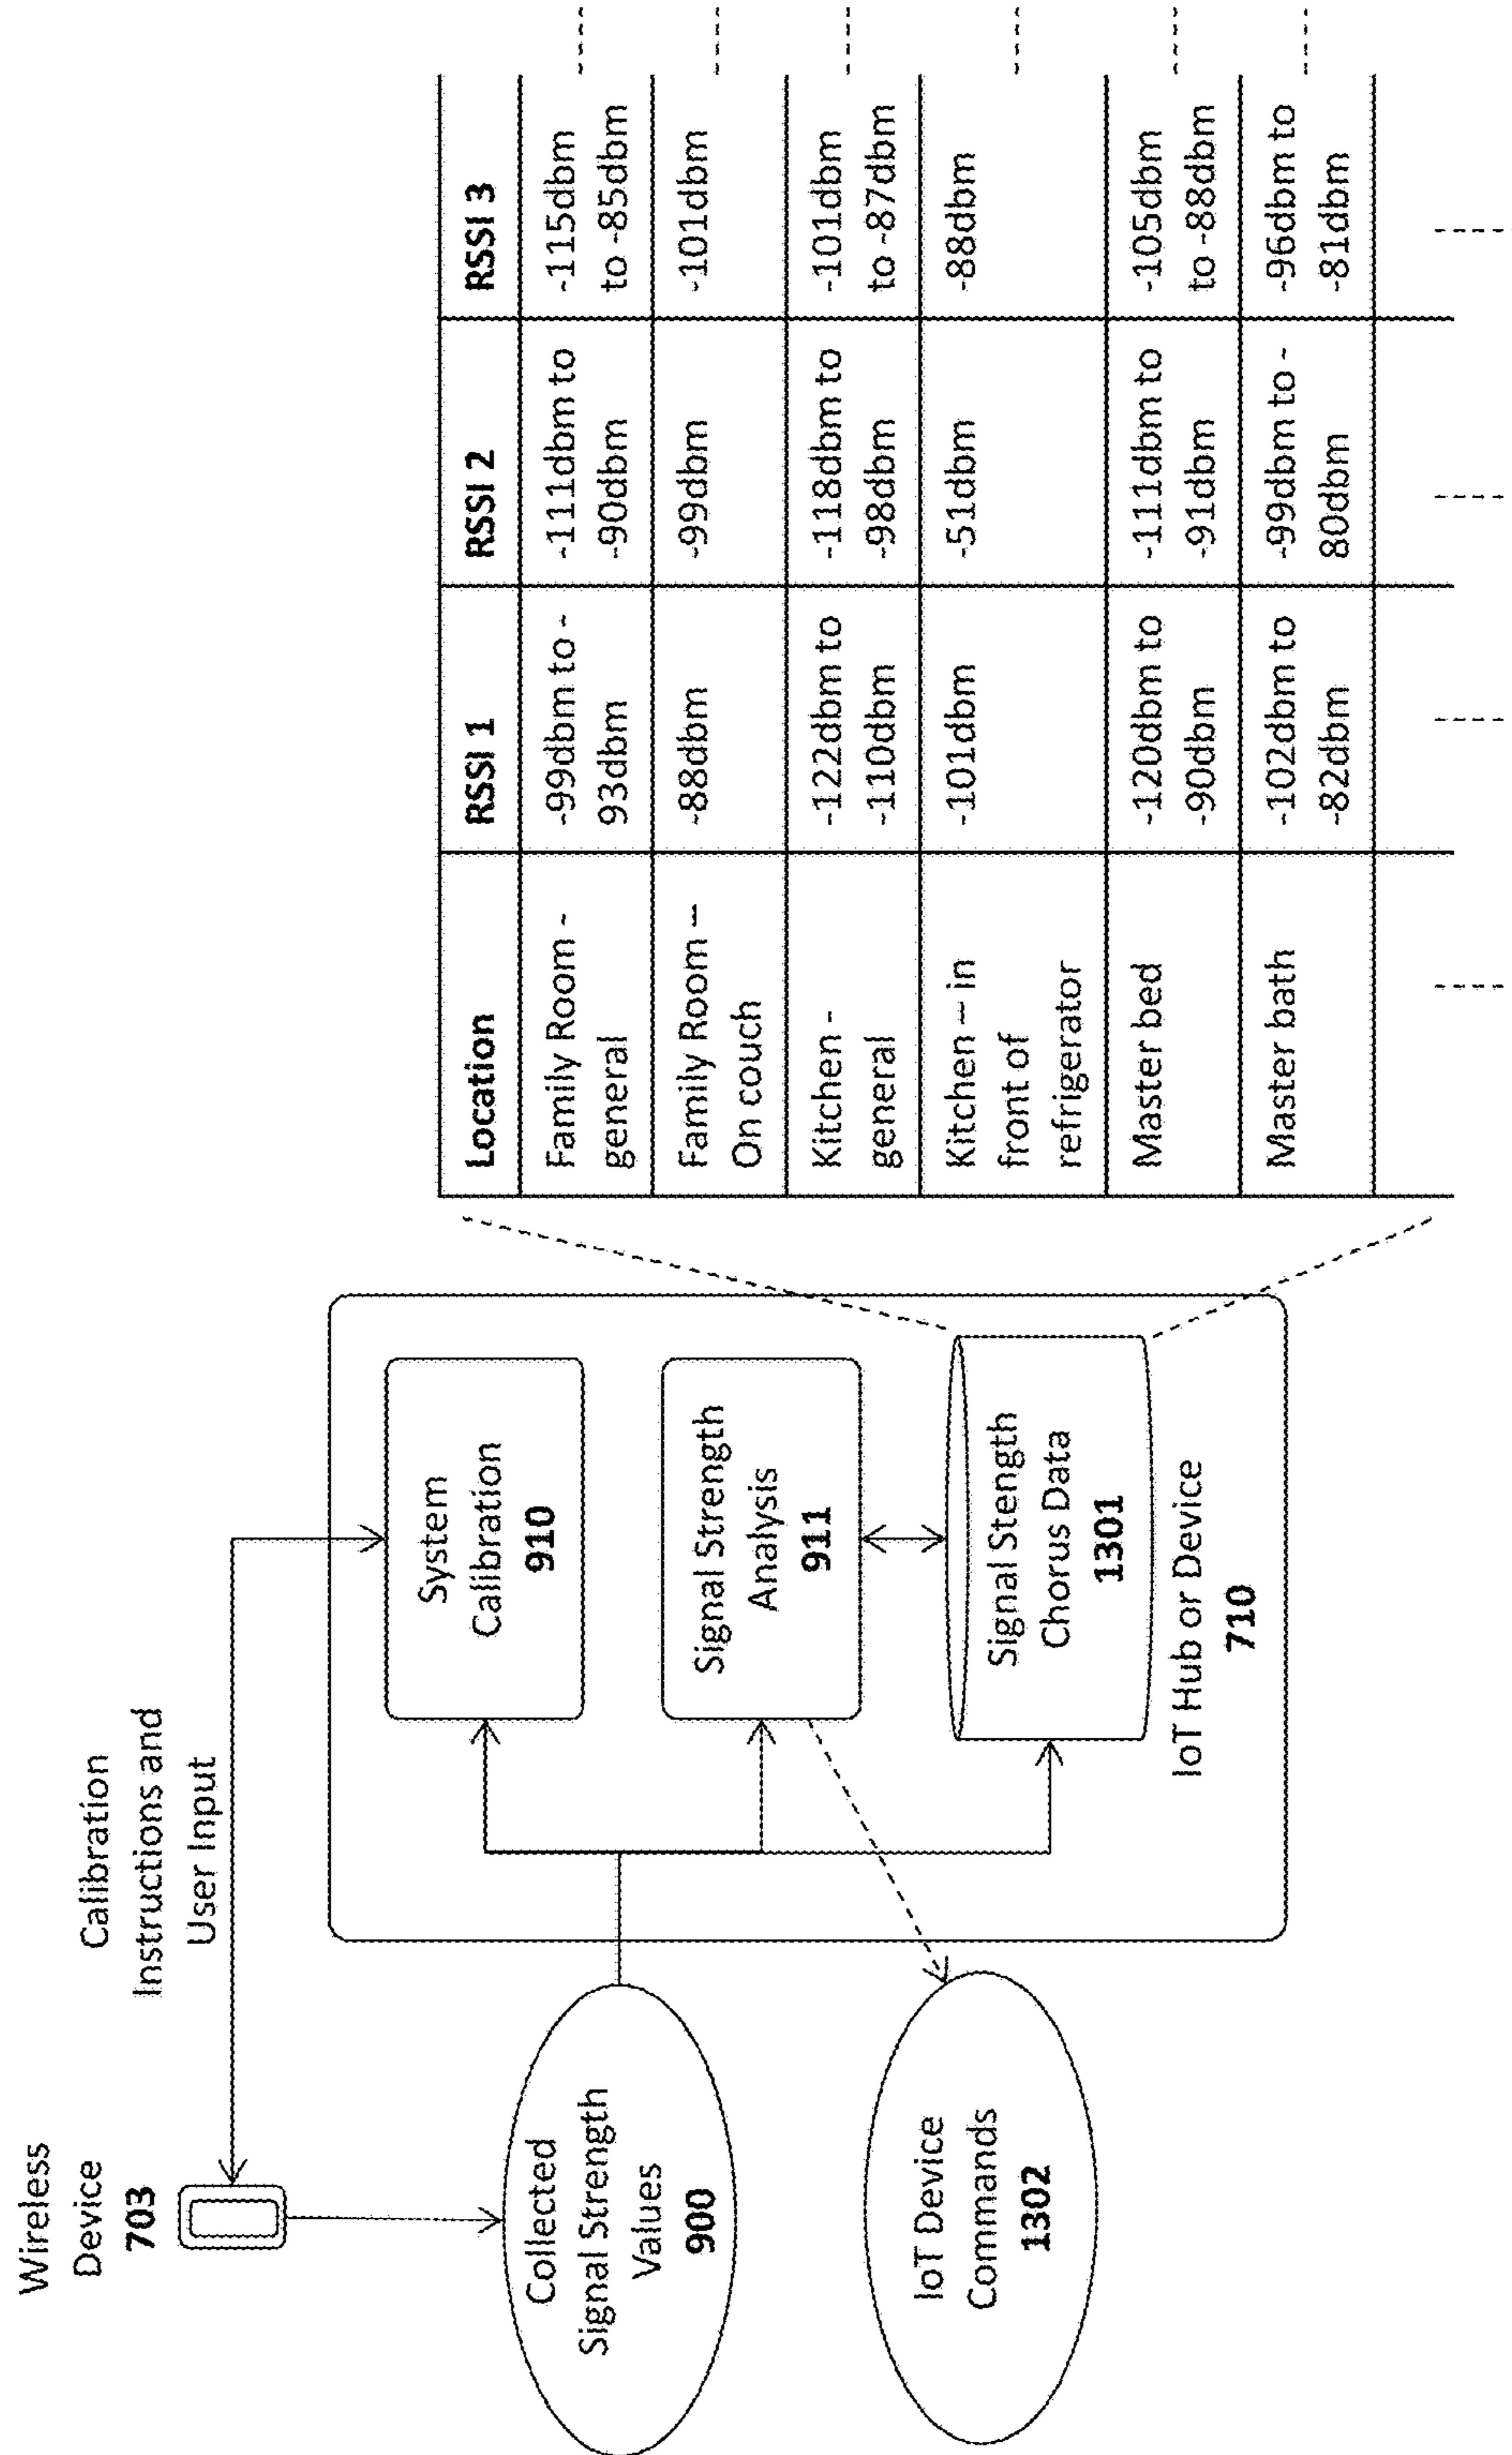 Wireless
Device
703
Calibration
Instructions and
User Input
Collected
Signal Strength
Values
900
IoT Device
Commands
1302
System
Calibration
910
Signal Strength
Analysis
911
Signal Stength
Chorus Data
1301
IoT Hub or Device
710
Location RSSI 1 RSSI 2 RSSI 3
Family Room - -99dbm to - -111dbm to -115dbm
general 93dbm -90dbm to -85dbm
Family Room – -88dbm -99dbm -101dbm
On couch
Kitchen - -122dbm to -118dbm to -101dbm
general -110dbm -98dbm to -87dbm
Kitchen – in -101dbm -51dbm -88dbm
front of
refrigerator
Master bed -120dbm to -111dbm to -105dbm
-90dbm -91dbm to -88dbm
Master bath -102dbm to -99dbm to - -96dbm to
-82dbm 80dbm -81dbm